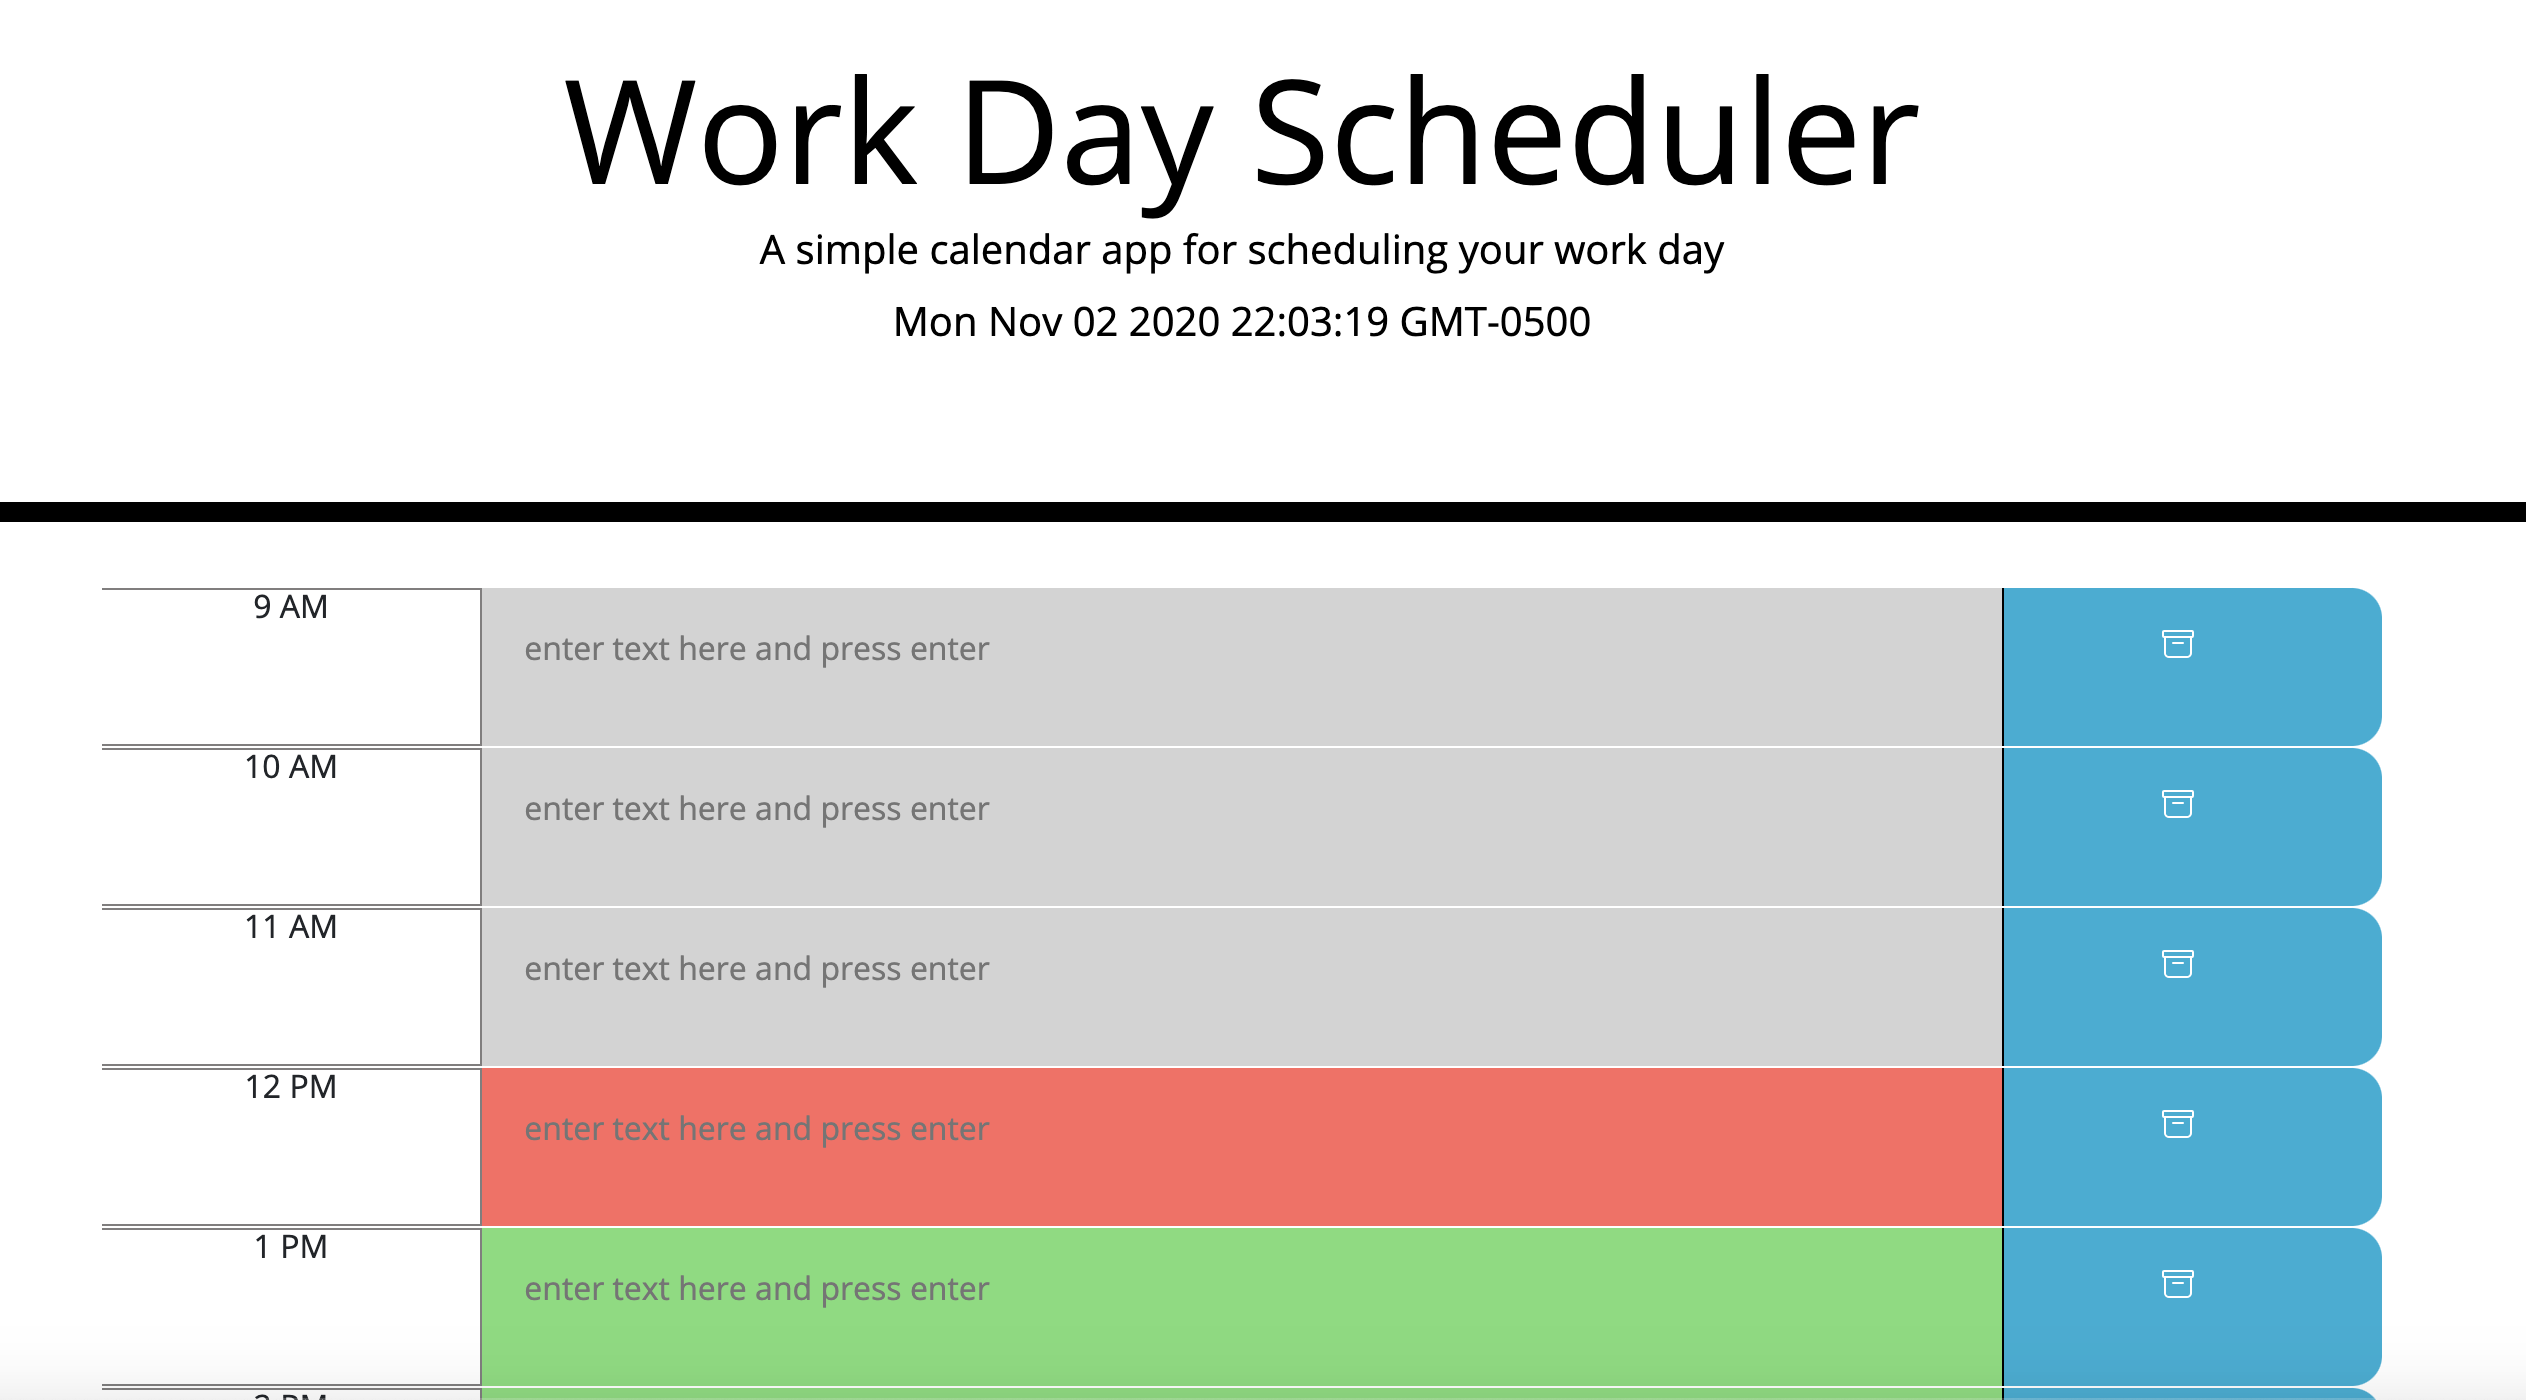 Work Day Scheduler
A simple calendar app for scheduling your work day
Mon Nov 02 2020 22:03:19 GMT-0500
9 AM
enter text here and press enter
10 AM
enter text here and press enter
11 AM
enter text here and press enter
12 PM
enter text here and press enter
1 PM
enter text here and press enter
PM